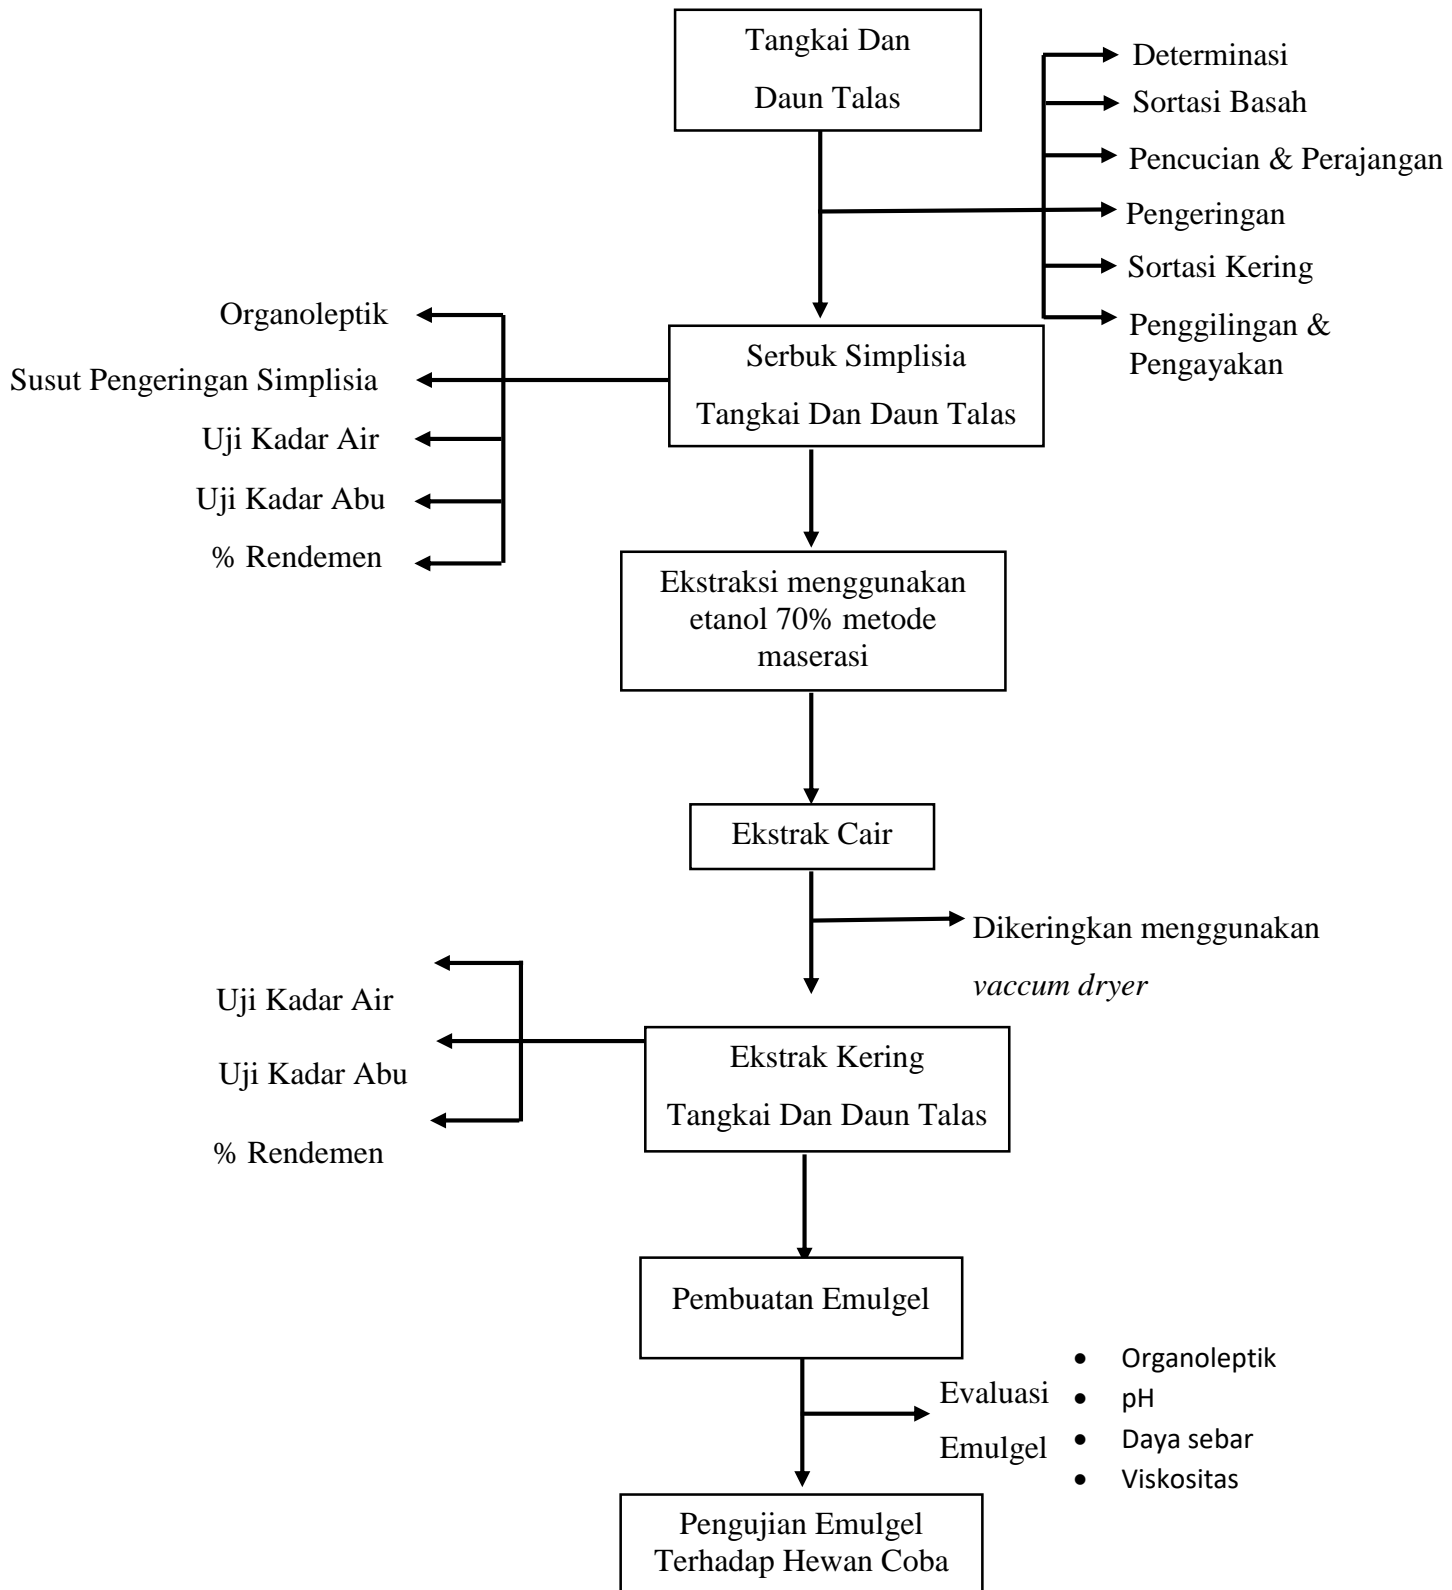 Tangkai Dan
Daun Talas
Determinasi
Sortasi Basah
Pencucian & Perajangan
Pengeringan
Sortasi Kering
Penggilingan &
Pengayakan
Serbuk Simplisia
Tangkai Dan Daun Talas
Organoleptik
Susut Pengeringan Simplisia
Uji Kadar Air
Uji Kadar Abu
% Rendemen
Ekstraksi menggunakan
etanol 70% metode
maserasi
Ekstrak Cair
Dikeringkan menggunakan
vaccum dryer
Ekstrak Kering
Tangkai Dan Daun Talas
Uji Kadar Air
Uji Kadar Abu
% Rendemen
Pembuatan Emulgel
Evaluasi
Emulgel
• Organoleptik
• pH
• Daya sebar
• Viskositas
Pengujian Emulgel
Terhadap Hewan Coba